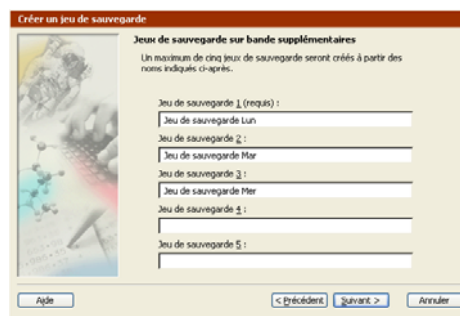 Créer un jeu de sauvegarde
Jeux de sauvegarde sur bande supplémentaires
Un maximum de cinq jeux de sauvegarde seront créés à partir des
noms indiqués ci-après.
Jeu de sauvegarde 1 (requis) :
Jeu de sauvegarde Lun
Jeu de sauvegarde 2 :
Jeu de sauvegarde Mar
Jeu de sauvegarde 3 :
Jeu de sauvegarde Mer
Jeu de sauvegarde 4 :
Jeu de sauvegarde 5 :
Aide
< Précédent
Suivant >
Annuler